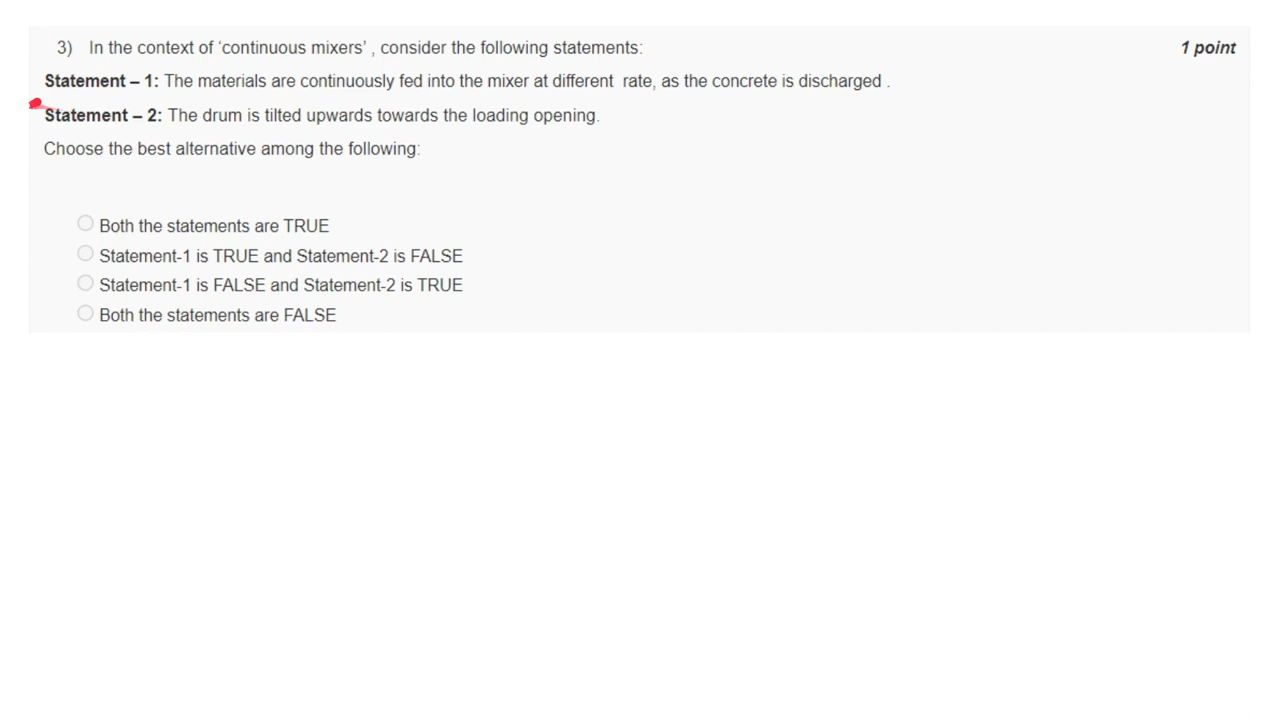 3) In the context of ‘continuous mixers’ , consider the following statements: 1 point
Statement – 1: The materials are continuously fed into the mixer at different rate, as the concrete is discharged .
Statement – 2: The drum is tilted upwards towards the loading opening.
Choose the best alternative among the following:
Both the statements are TRUE
Statement-1 is TRUE and Statement-2 is FALSE
Statement-1 is FALSE and Statement-2 is TRUE
Both the statements are FALSE